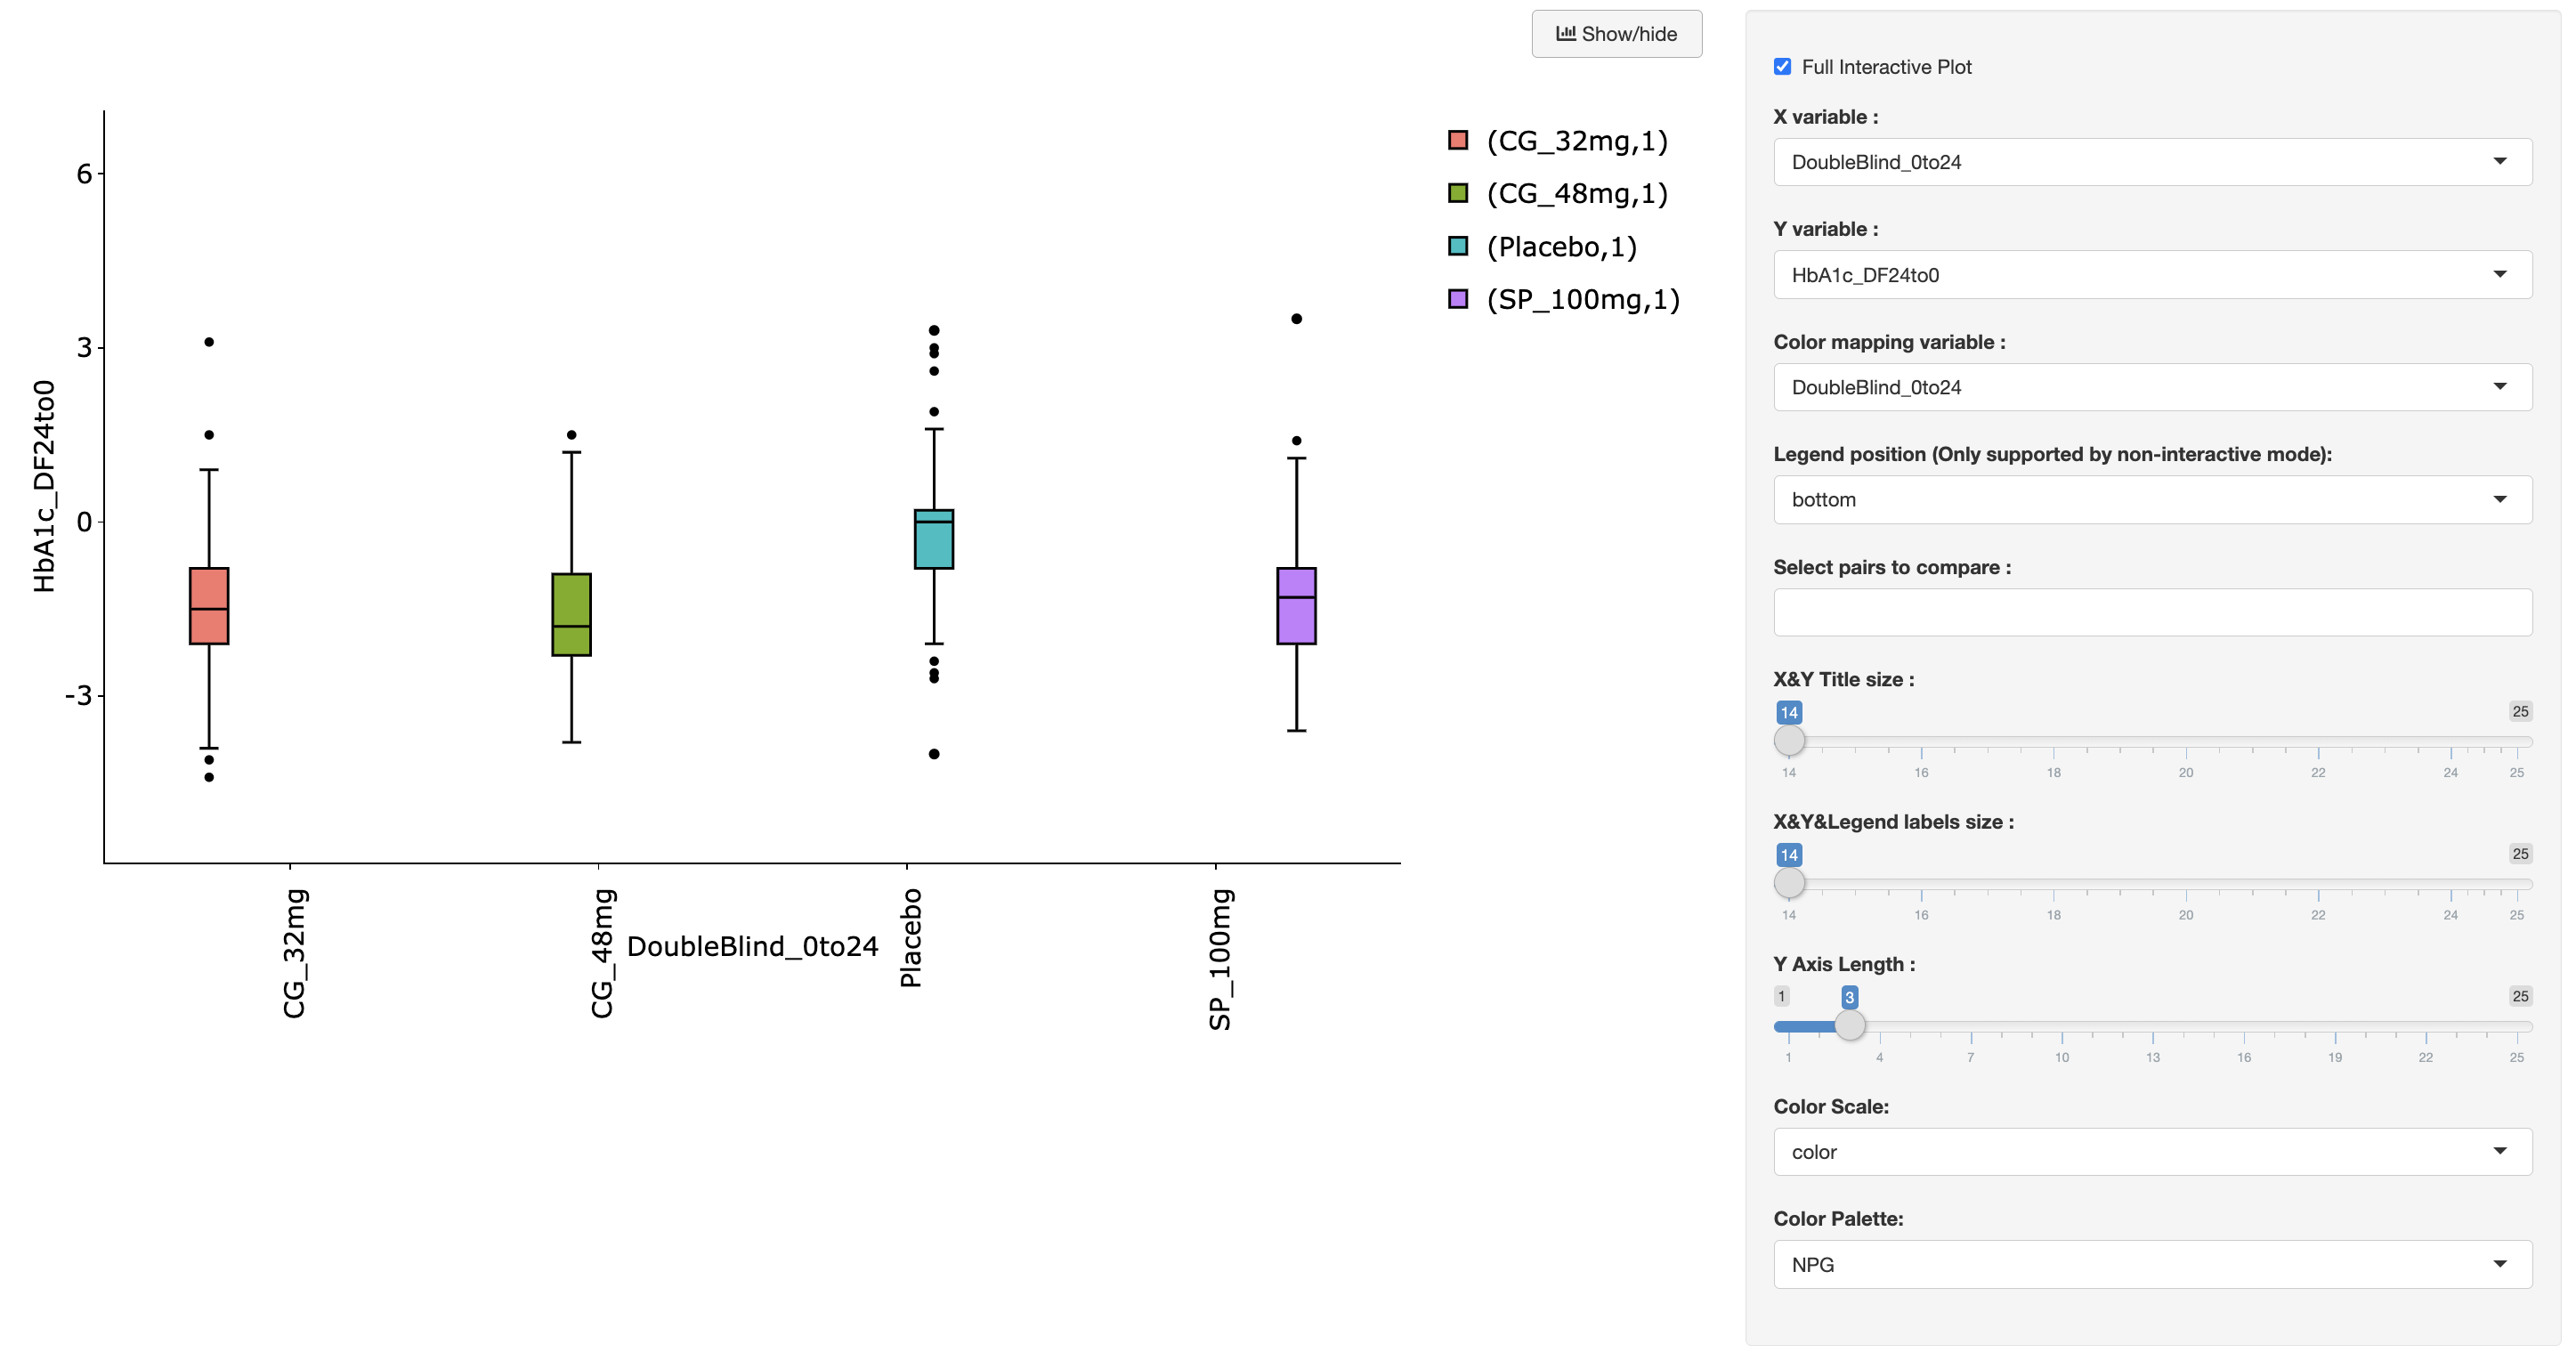 Show/hide
6
3
0
-3
HbA1c_DF24to0
CG_32mg
CG_48mg
Placebo
SP_100mg
DoubleBlind_0to24
(CG_32mg,1)
(CG_48mg,1)
(Placebo,1)
(SP_100mg,1)
Full Interactive Plot
X variable :
DoubleBlind_0to24
Y variable :
HbA1c_DF24to0
Color mapping variable :
DoubleBlind_0to24
Legend position (Only supported by non-interactive mode):
bottom
Select pairs to compare :
X&Y Title size :
14 25
14 16 18 20 22 24 25
X&Y&Legend labels size :
14 25
14 16 18 20 22 24 25
Y Axis Length :
1 3 25
1 4 7 10 13 16 19 22 25
Color Scale:
color
Color Palette:
NPG